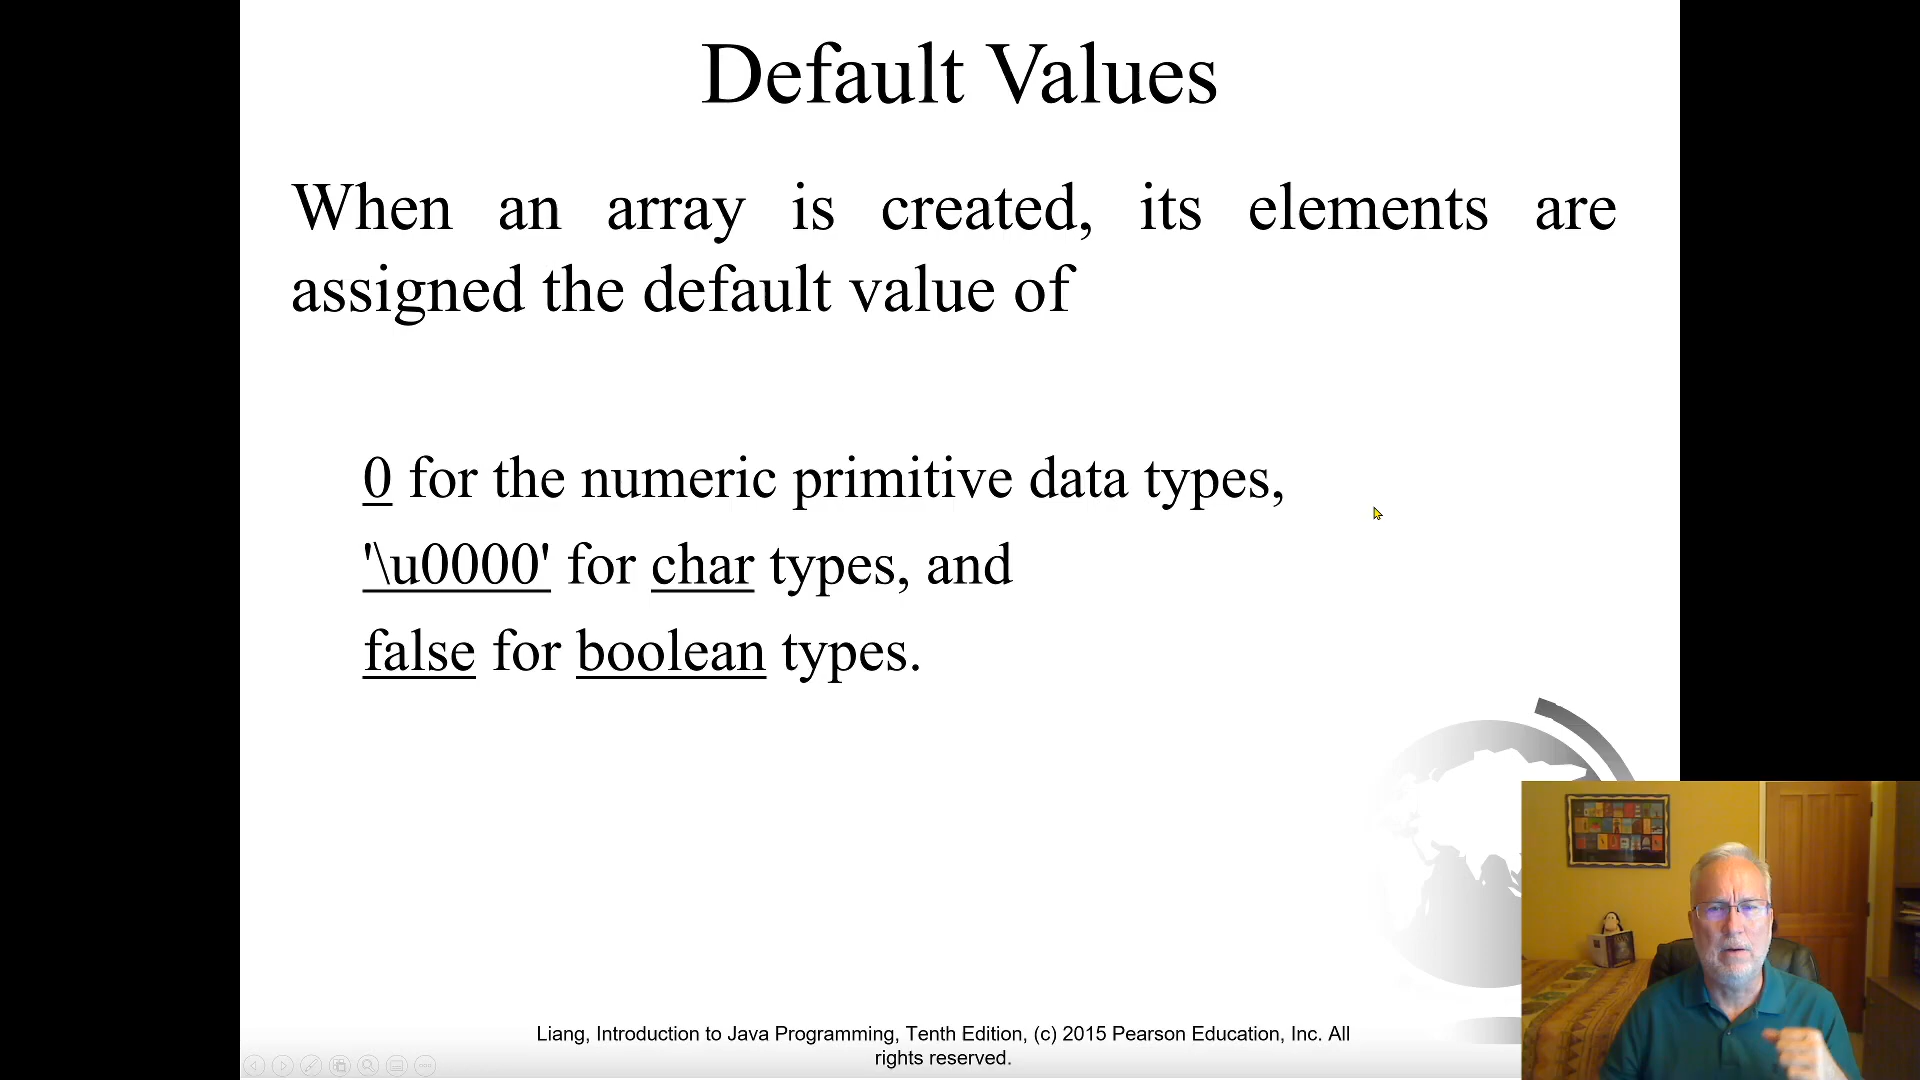 Default Values
When an array is created, its elements are
assigned the default value of
0 for the numeric primitive data types,
'\u0000' for char types, and
false for boolean types.
Liang, Introduction to Java Programming, Tenth Edition, (c) 2015 Pearson Education, Inc. All
rights reserved.